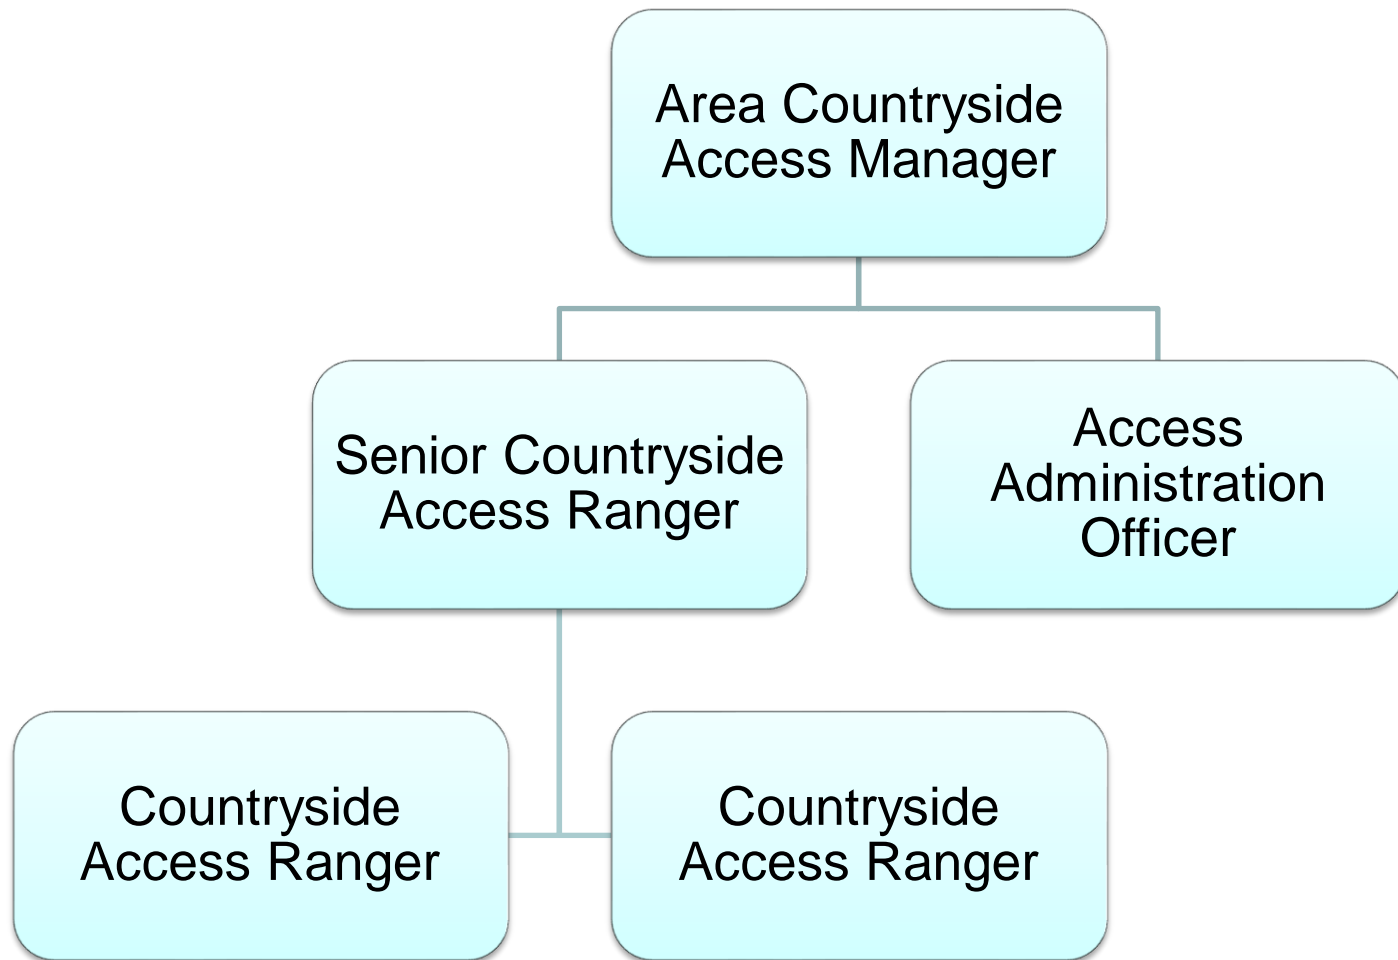 Area Countryside
Access Manager
Senior Countryside
Access Ranger
Access
Administration
Officer
Countryside
Access Ranger
Countryside
Access Ranger